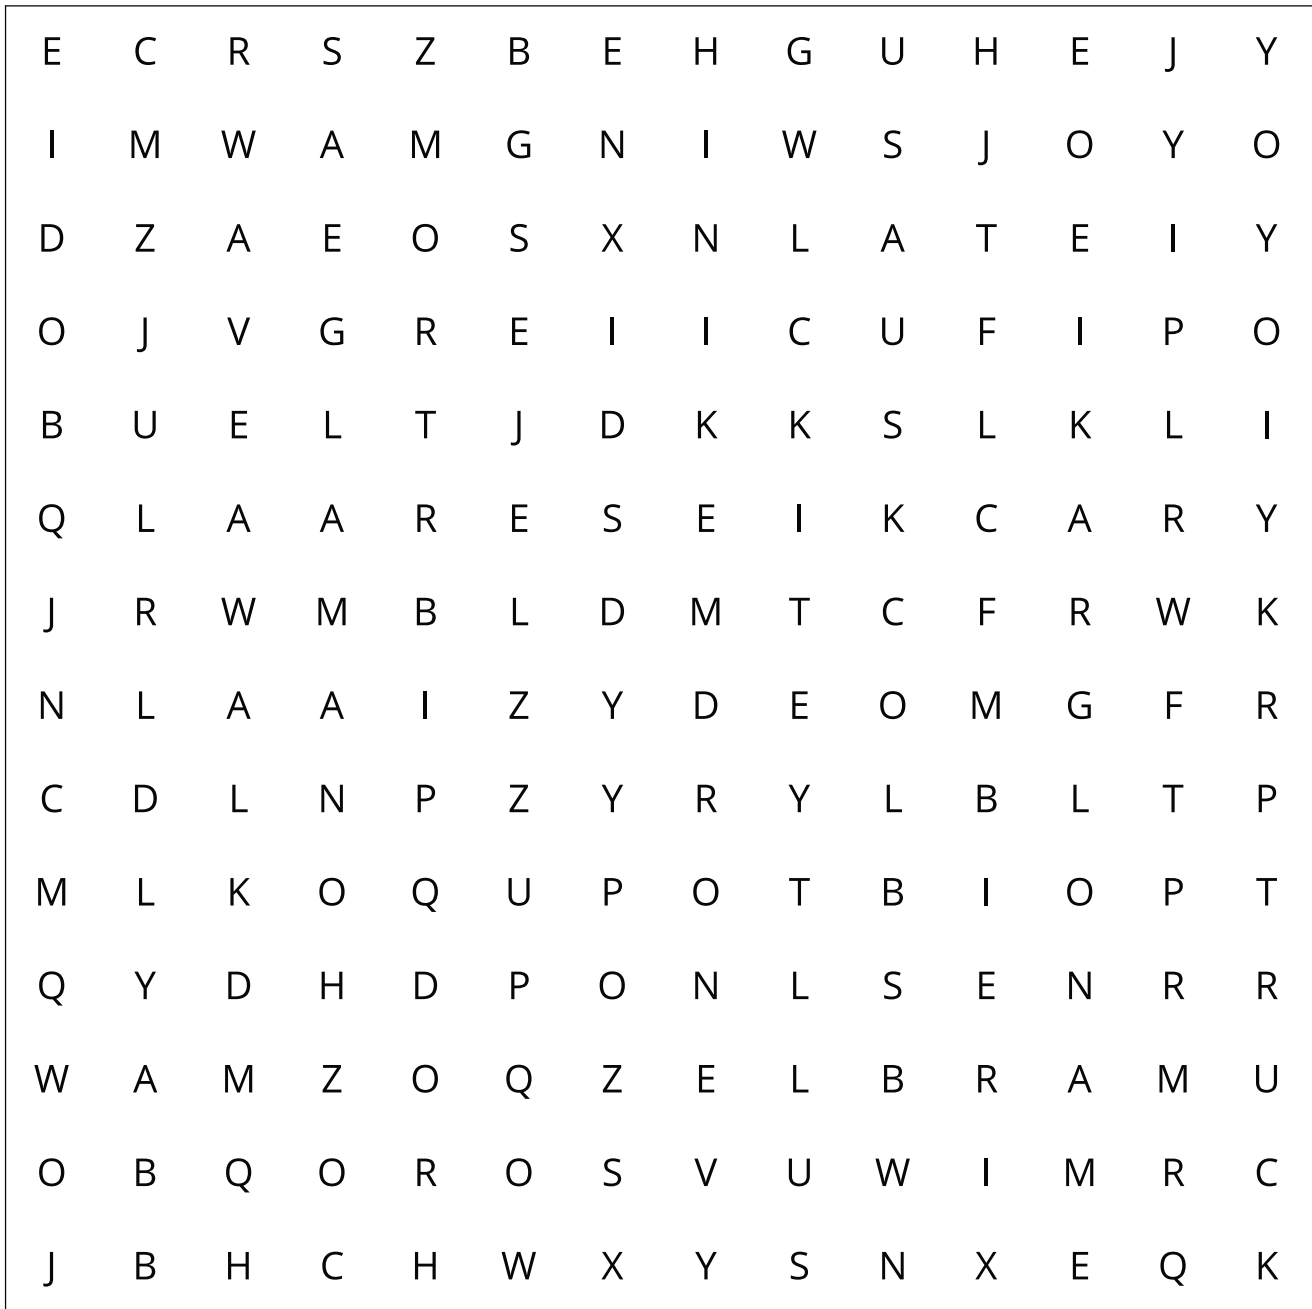 E C R S Z B E H G U H E J Y
I M W A M G N I W S J O Y O
D Z A E O S X N L A T E I Y
O J V G R E I I C U F I P O
B U E L T J D K K S L K L I
Q L A A R E S E I K C A R Y
J R W M B L D M T C F R W K
N L A A I Z Y D E O M G F R
C D L N P Z Y R Y L B L T P
M L K O Q U P O T B I O P T
Q Y D H D P O N L S E N R R
W A M Z O Q Z E L B R A M U
O B Q O R O S V U W I M R C
J B H C H W X Y S N X E Q K